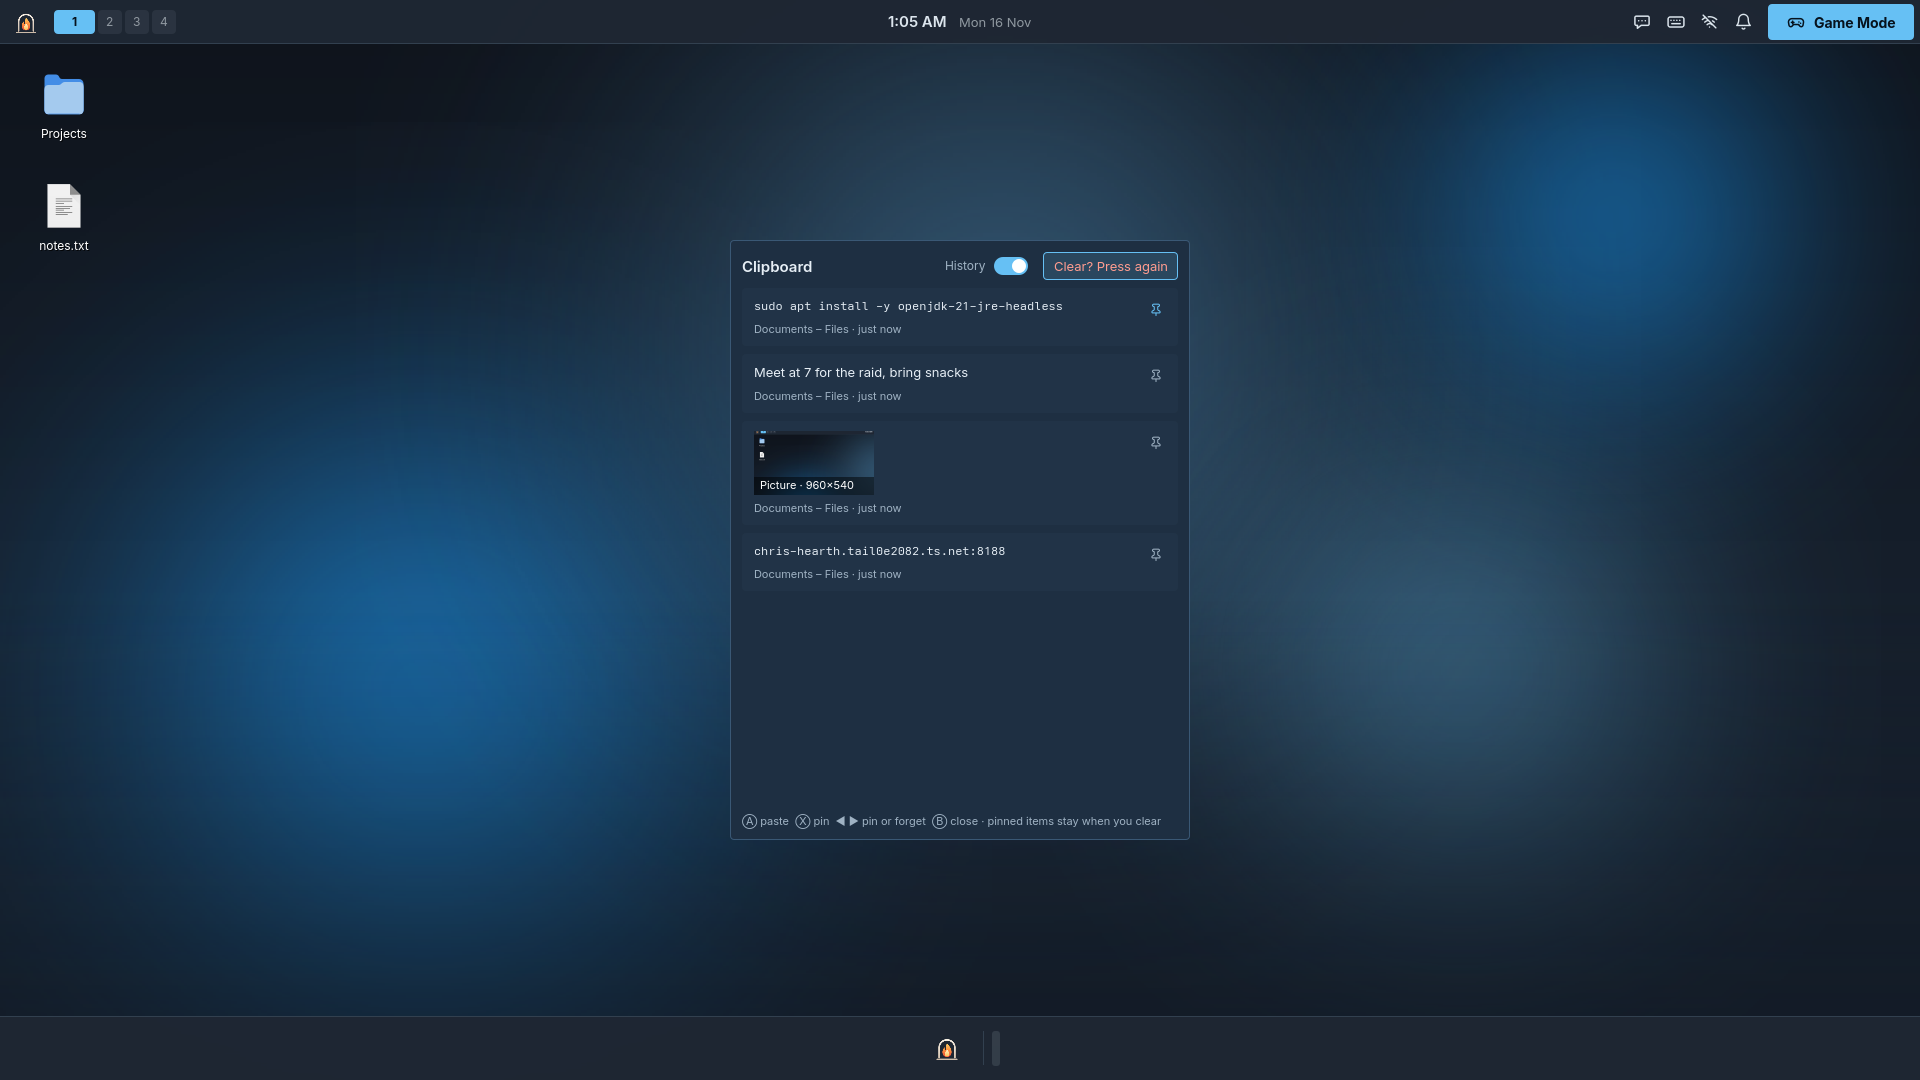 1 2 3 4
1:05 AM Mon 16 Nov
Game Mode
Projects
notes.txt
Clipboard
History
Clear? Press again
sudo apt install -y openjdk-21-jre-headless
Documents – Files · just now
Meet at 7 for the raid, bring snacks
Documents – Files · just now
Picture · 960×540
Documents – Files · just now
chris-hearth.tail0e2082.ts.net:8188
Documents – Files · just now
A paste X pin ◀ ▶ pin or forget B close · pinned items stay when you clear